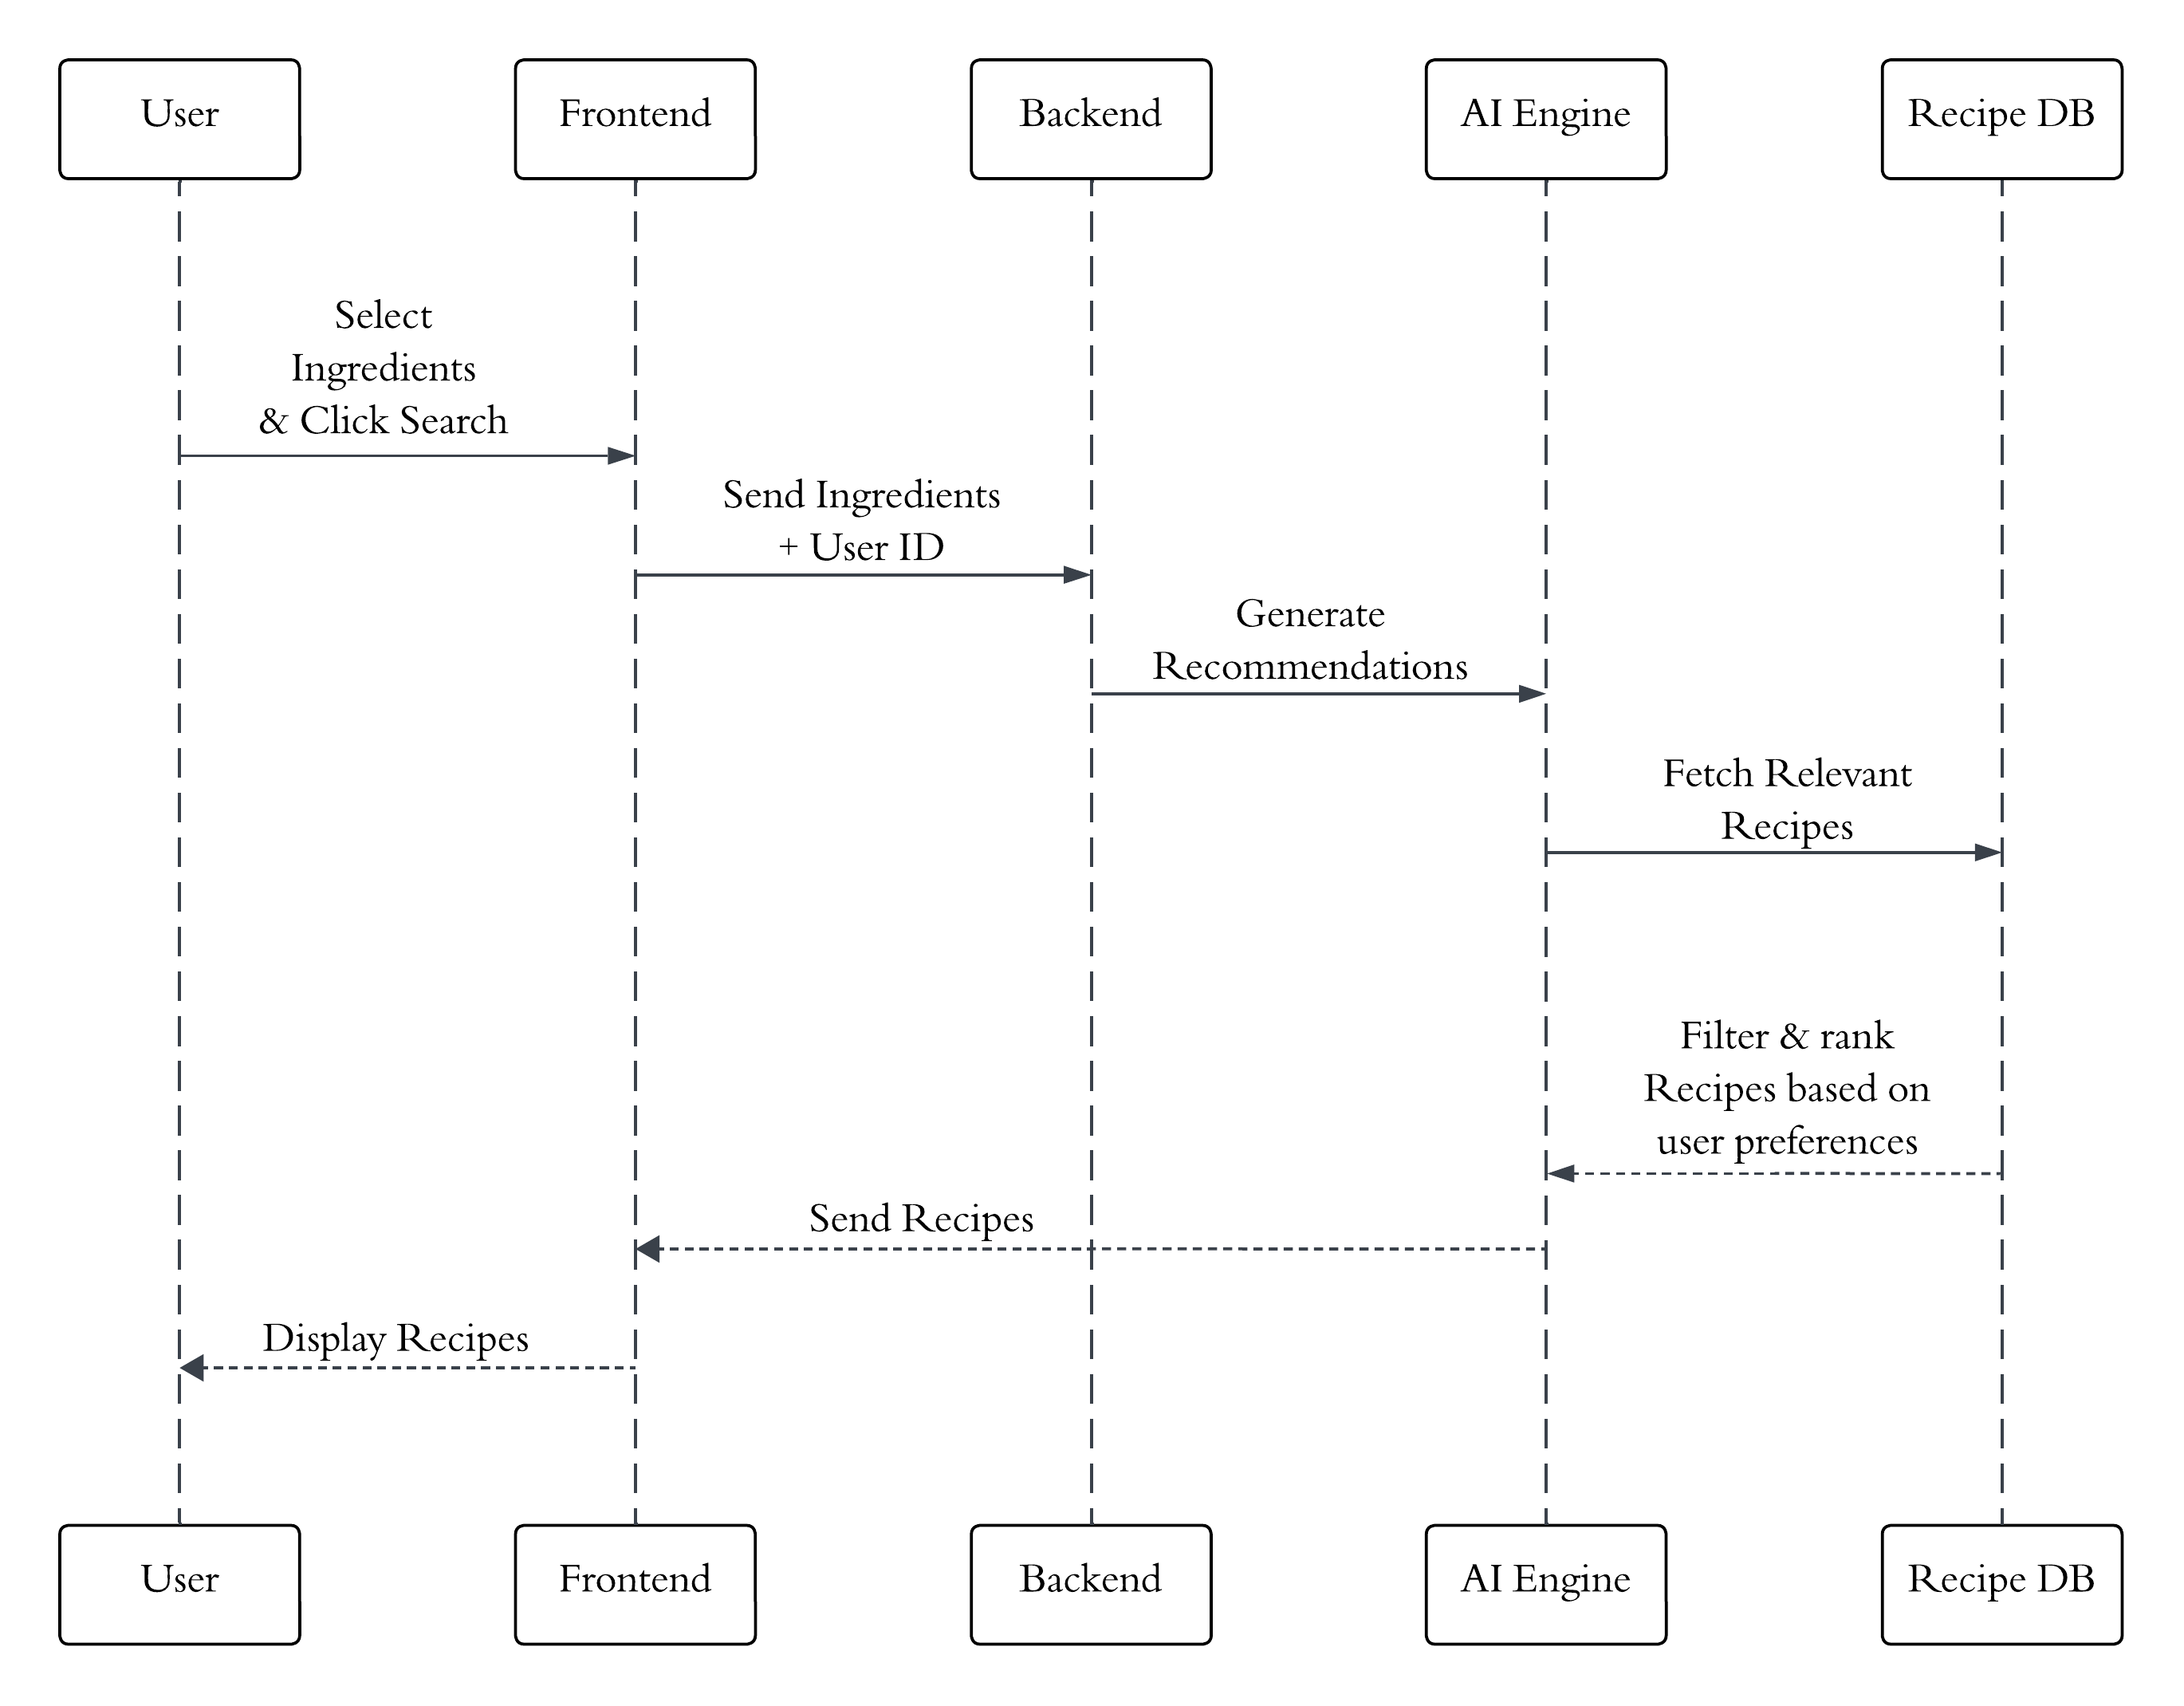 User
Frontend
Backend
AI Engine
Recipe DB
Select
Ingredients
& Click Search
Send Ingredients
+ User ID
Generate
Recommendations
Fetch Relevant
Recipes
Filter & rank
Recipes based on
user preferences
Send Recipes
Display Recipes
User
Frontend
Backend
AI Engine
Recipe DB